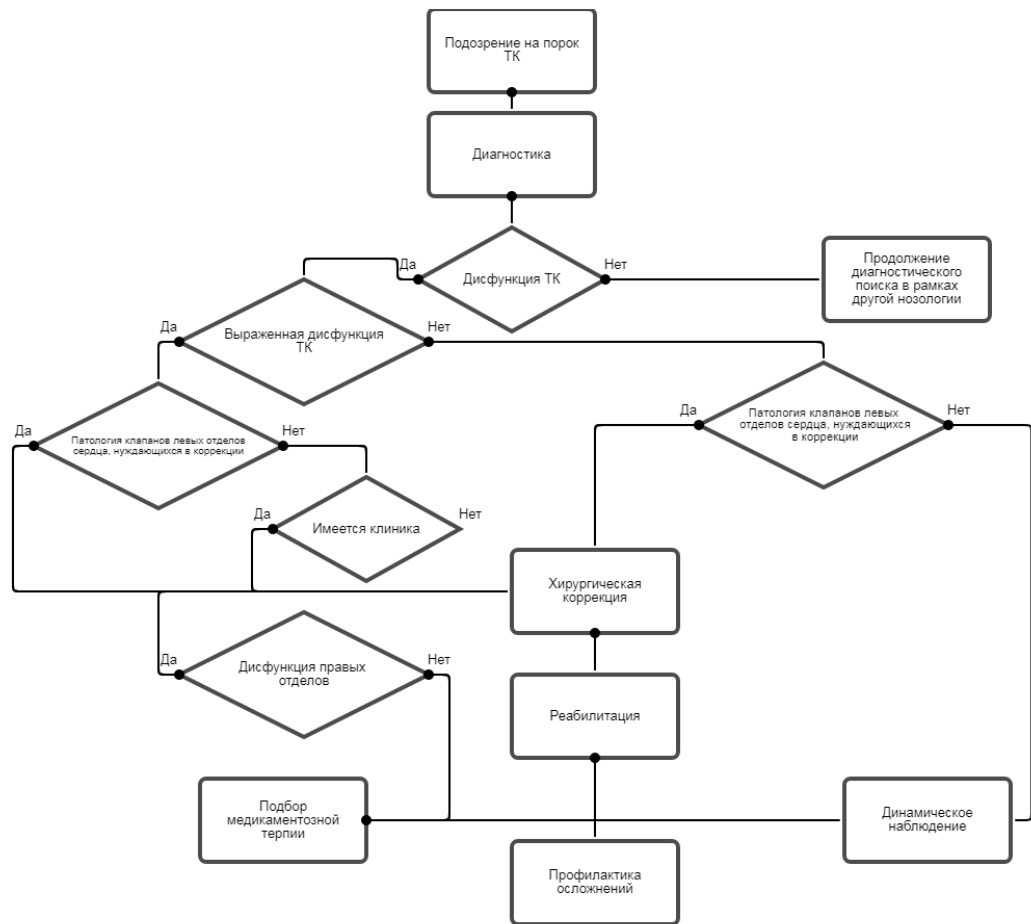 Подозрение на порок
ТК
Диагностика
Дисфункция ТК
Да
Нет
Продолжение
диагностического
поиска в рамках
другой нозологии
Выраженная дисфункция
ТК
Да
Нет
Патология клапанов левых отделов
сердца, нуждающихся в коррекции
Да
Нет
Патология клапанов левых
отделов сердца, нуждающихся
в коррекции
Да
Нет
Имеется клиника
Да
Нет
Хирургическая
коррекция
Дисфункция правых
отделов
Да
Нет
Реабилитация
Подбор
медикаментозной
терпии
Динамическое
наблюдение
Профилактика
осложнений